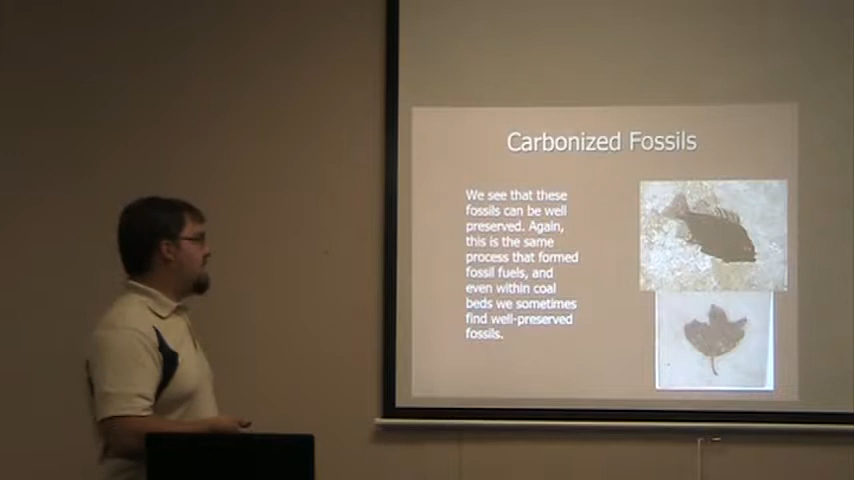 Carbonized Fossils
We see that these
fossils can be well
preserved. Again,
this is the same
process that formed
fossil fuels, and
even within coal
beds we sometimes
find well-preserved
fossils.